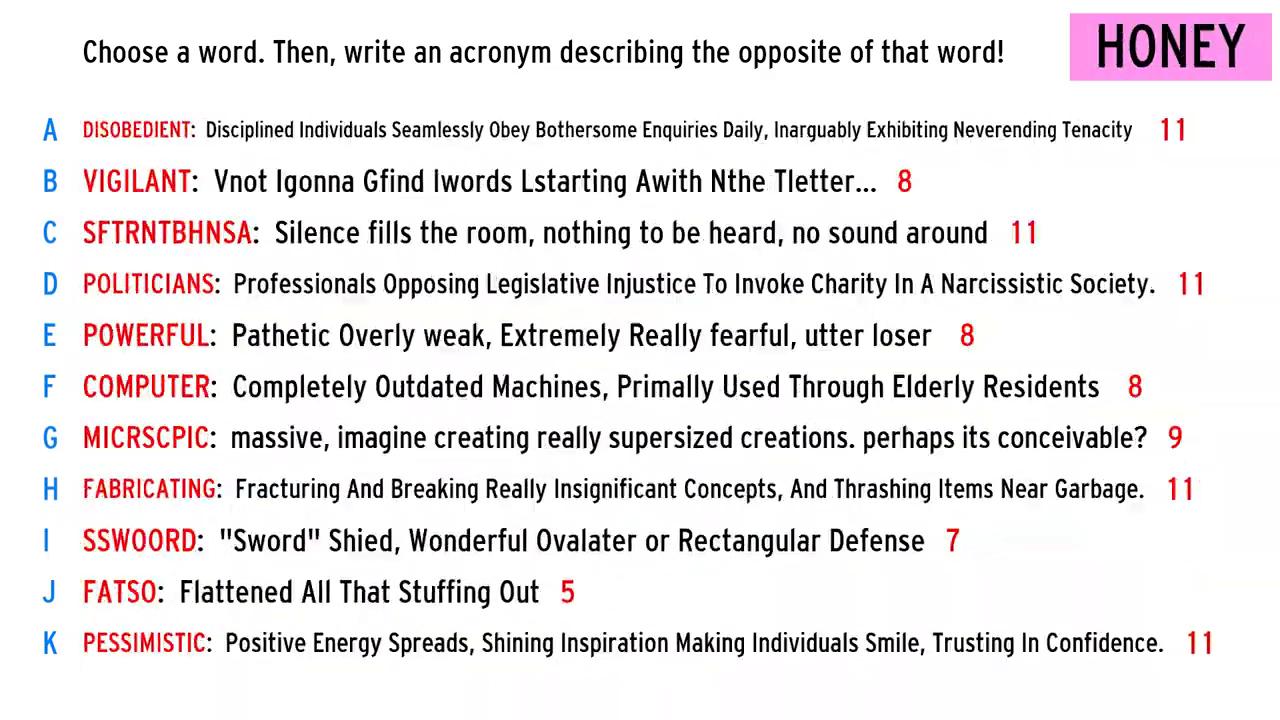 Choose a word. Then, write an acronym describing the opposite of that word!
HONEY
A DISOBEDIENT: Disciplined Individuals Seamlessly Obey Bothersome Enquiries Daily, Inarguably Exhibiting Neverending Tenacity 11
B VIGILANT: Vnot Igonna Gfind Iwords Lstarting Awith Nthe Tletter... 8
C SFTRNTBHNSA: Silence fills the room, nothing to be heard, no sound around 11
D POLITICIANS: Professionals Opposing Legislative Injustice To Invoke Charity In A Narcissistic Society. 11
E POWERFUL: Pathetic Overly weak, Extremely Really fearful, utter loser 8
F COMPUTER: Completely Outdated Machines, Primally Used Through Elderly Residents 8
G MICRSCPIC: massive, imagine creating really supersized creations. perhaps its conceivable? 9
H FABRICATING: Fracturing And Breaking Really Insignificant Concepts, And Thrashing Items Near Garbage. 11
I SSWOORD: "Sword" Shied, Wonderful Ovalater or Rectangular Defense 7
J FATSO: Flattened All That Stuffing Out 5
K PESSIMISTIC: Positive Energy Spreads, Shining Inspiration Making Individuals Smile, Trusting In Confidence. 11